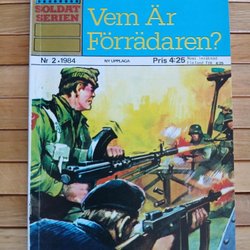 SOLDAT
SERIEN
Vem Är
Förrädaren?
Nr 2 • 1984
NY UPPLAGA
Pris 4:25